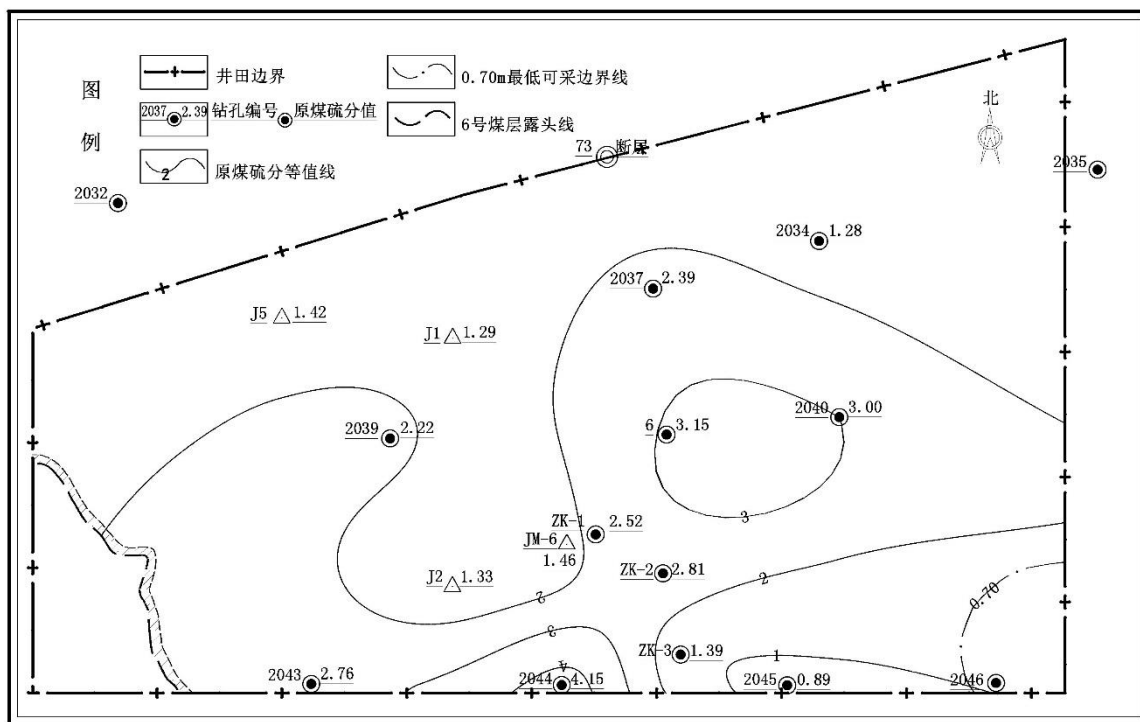 图
例
井田边界
0.70m最低可采边界线
2037 2.39 钻孔编号 原煤硫分值
6号煤层露头线
2 原煤硫分等值线
北
73 断层
2035
2032
2034 1.28
2037 2.39
J5 1.42
J1 1.29
2040 3.00
2039 2.22
6 3.15
3
ZK-1 2.52
JM-6
1.46
ZK-2 2.81
2
J2 1.33
2
0.70
3
ZK-3 1.39
1
4
2043 2.76
2044 4.15
2045 0.89
2046